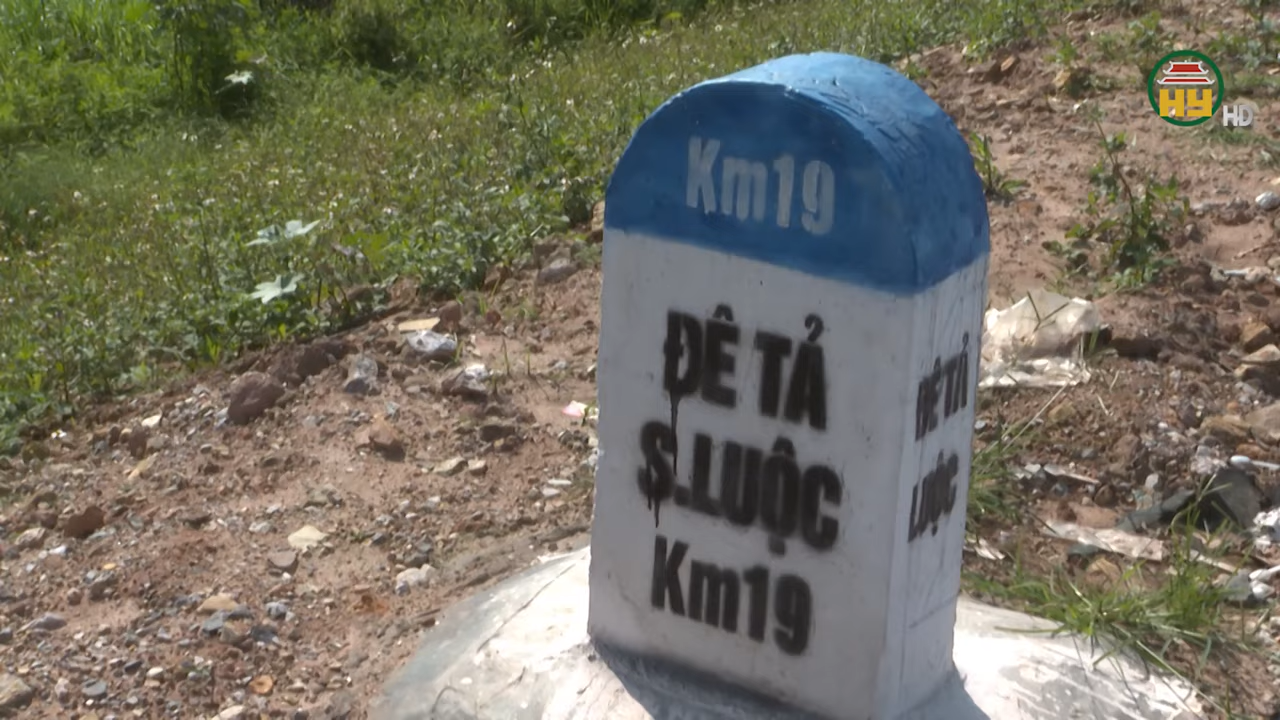 HY
HD
Km19
ĐÊ TẢ
S.LUỘC
Km19
ĐÊ TẢ
LUỘC